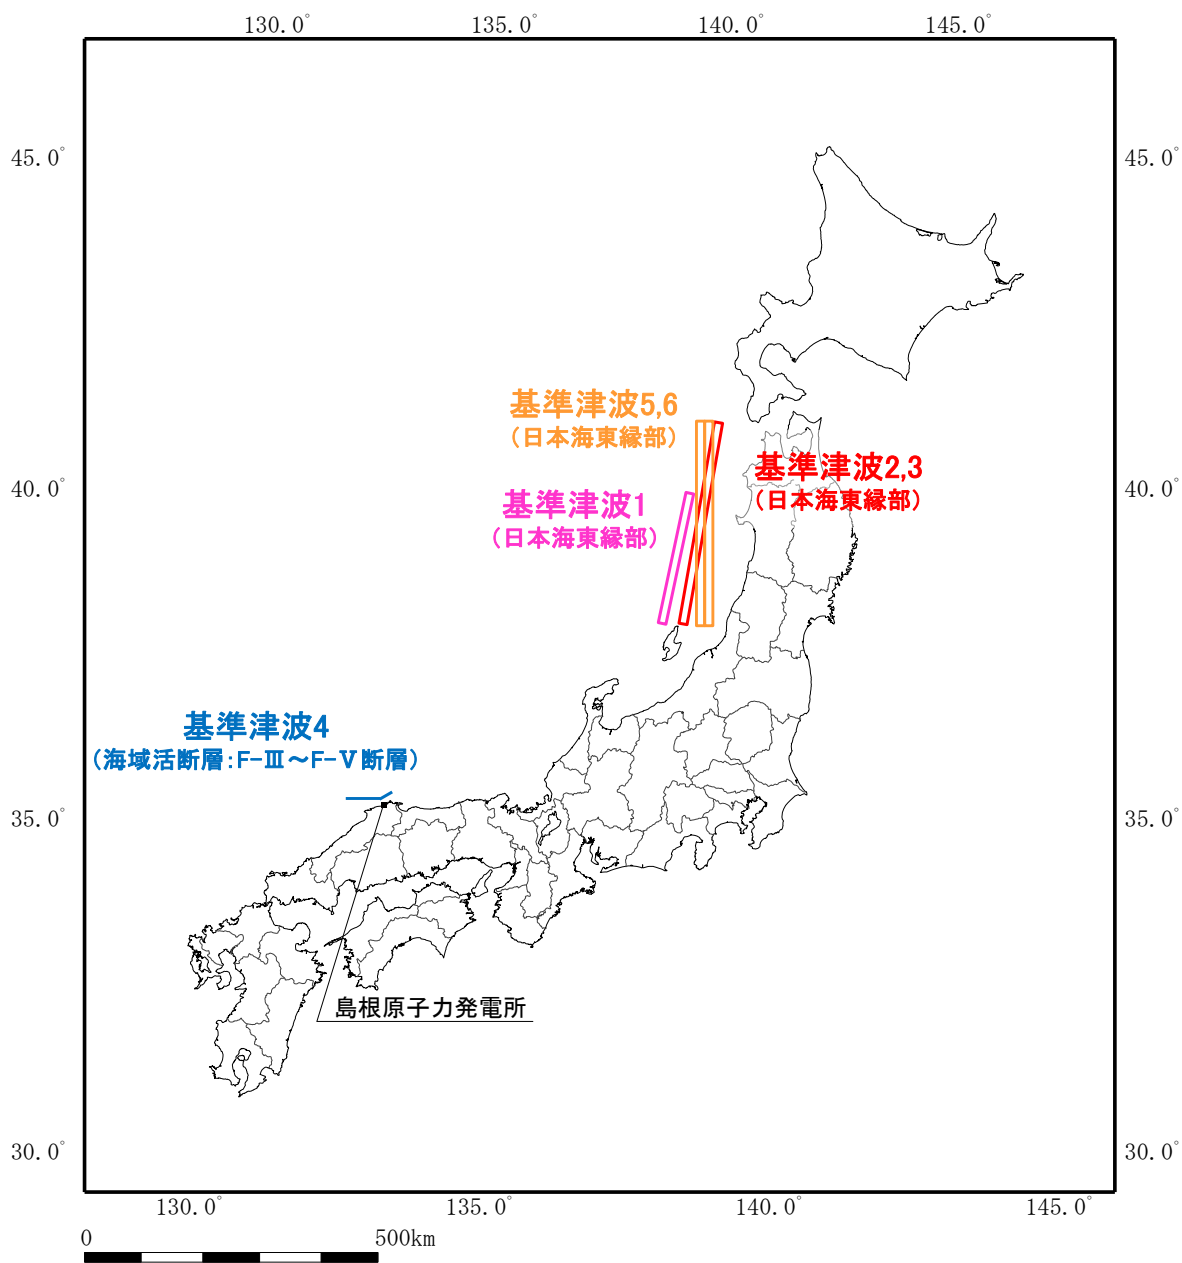 130.0° 135.0° 140.0° 145.0°
45.0° 45.0°
基準津波5,6
（日本海東縁部）
基準津波2,3
（日本海東縁部）
40.0° 40.0°
基準津波1
（日本海東縁部）
基準津波4
（海域活断層：F-Ⅲ～F-Ⅴ断層）
35.0° 35.0°
島根原子力発電所
30.0° 30.0°
130.0° 135.0° 140.0° 145.0°
0 500km